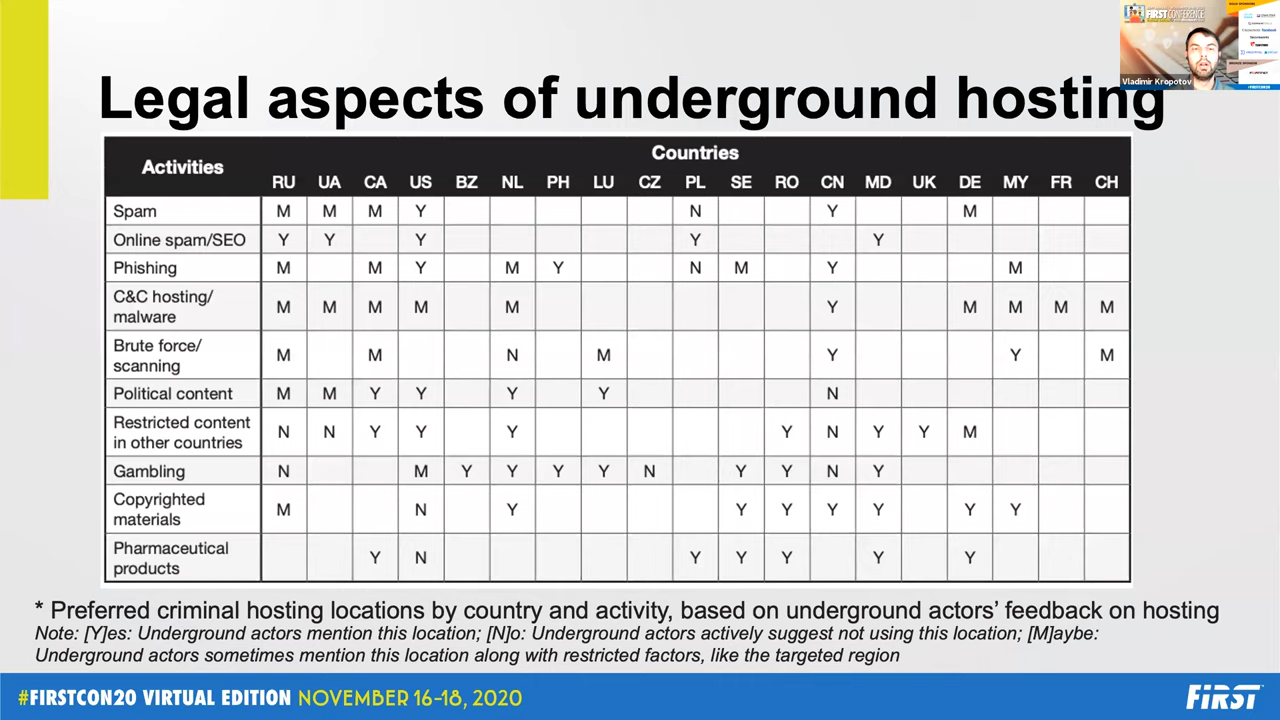 FIRSTCONFERENCE
Vladimir Kropotov
Legal aspects of underground hosting
Activities
Countries
RU UA CA US BZ NL PH LU CZ PL SE RO CN MD UK DE MY FR CH
Spam M M M Y N Y M
Online spam/SEO Y Y Y Y Y
Phishing M M Y M Y N M Y M
C&C hosting/
malware M M M M M Y M M M M
Brute force/
scanning M M N M Y Y M
Political content M M Y Y Y Y N
Restricted content
in other countries N N Y Y Y Y N Y Y M
Gambling N M Y Y Y Y N Y Y N Y
Copyrighted
materials M N Y Y Y Y Y Y Y
Pharmaceutical
products Y N Y Y Y Y Y
* Preferred criminal hosting locations by country and activity, based on underground actors’ feedback on hosting
Note: [Y]es: Underground actors mention this location; [N]o: Underground actors actively suggest not using this location; [M]aybe:
Underground actors sometimes mention this location along with restricted factors, like the targeted region
#FIRSTCON20 VIRTUAL EDITION NOVEMBER 16-18, 2020
FiRST